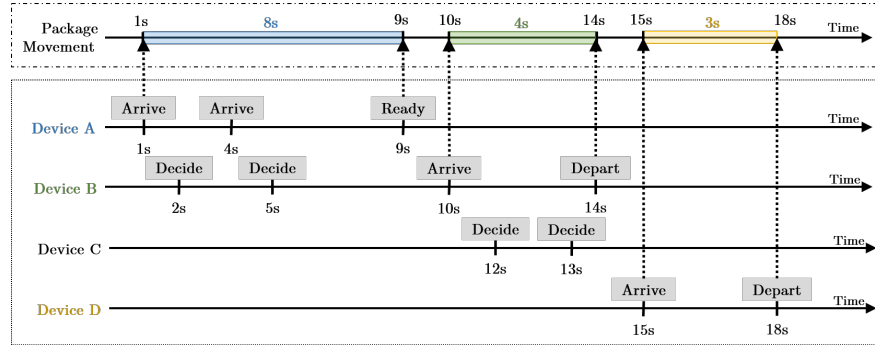 1s 8s 9s 10s 4s 14s 15s 3s 18s
Package Movement
Time
Arrive Arrive Ready
Device A
Time
1s 4s 9s
Decide Decide Arrive Depart
Device B
Time
2s 5s 10s 14s
Decide Decide
Device C
Time
12s 13s
Arrive Depart
Device D
Time
15s 18s